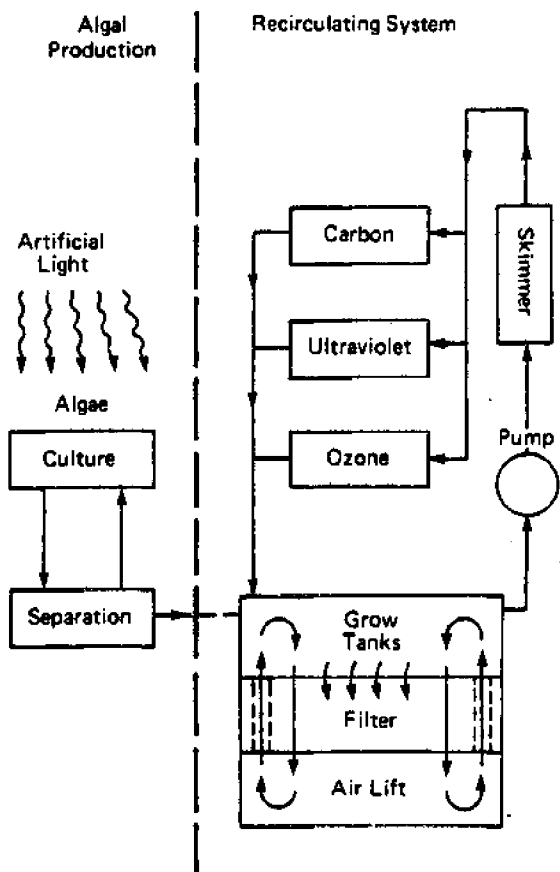 Algal
Production
Recirculating System
Artificial
Light
Algae
Culture
Separation
Carbon
Ultraviolet
Ozone
Skimmer
Pump
Grow
Tanks
Filter
Air Lift